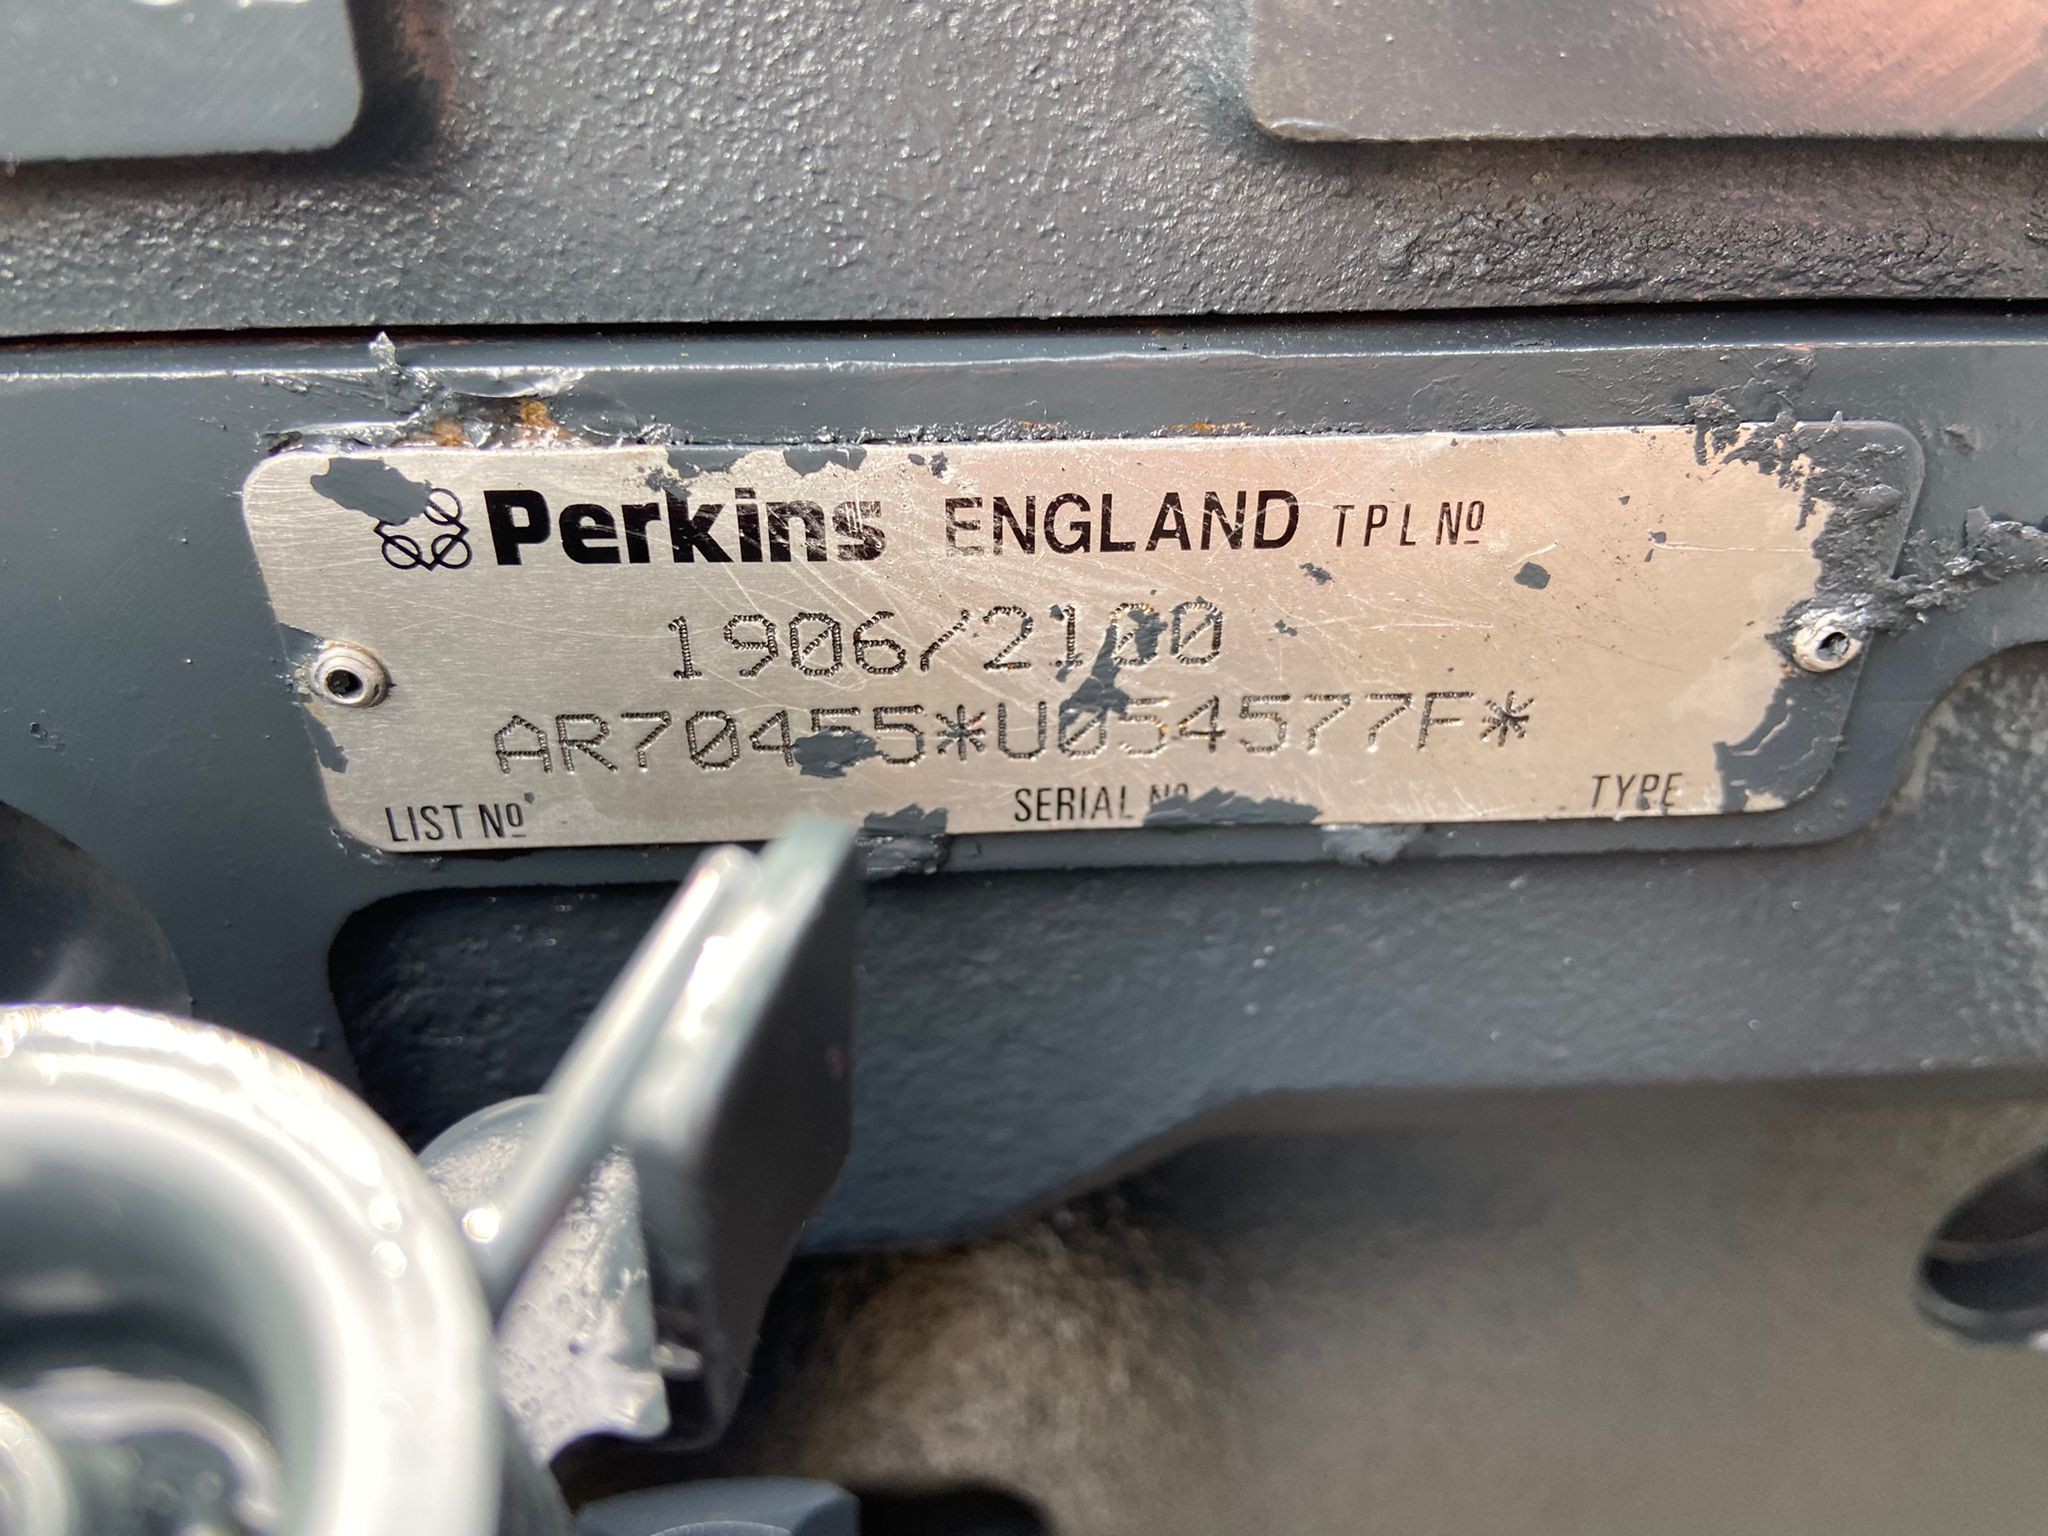 Perkins ENGLAND TPL Nº
1906/2100
AR70455*U054577F*
LIST Nº SERIAL Nº TYPE